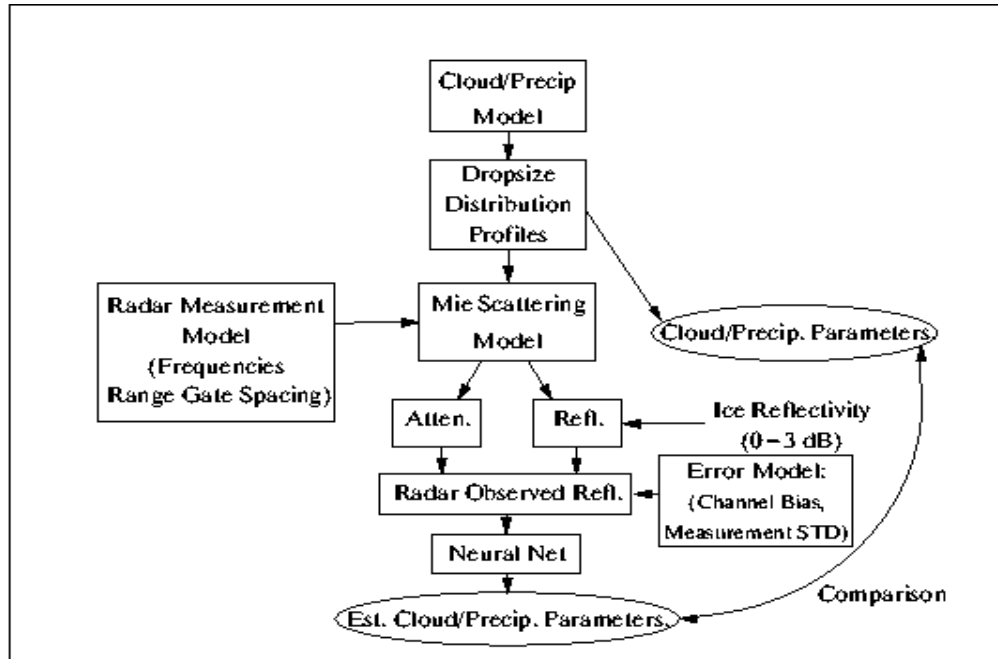 Cloud/Precip
Model
Dropsize
Distribution
Profiles
Radar Measurement
Model
(Frequencies
Range Gate Spacing)
Mie Scattering
Model
Cloud/Precip. Parameters
Atten.
Refl.
Ice Reflectivity
(0 – 3 dB)
Radar Observed Refl.
Error Model:
(Channel Bias,
Measurement STD)
Neural Net
Est. Cloud/Precip. Parameters.
Comparison